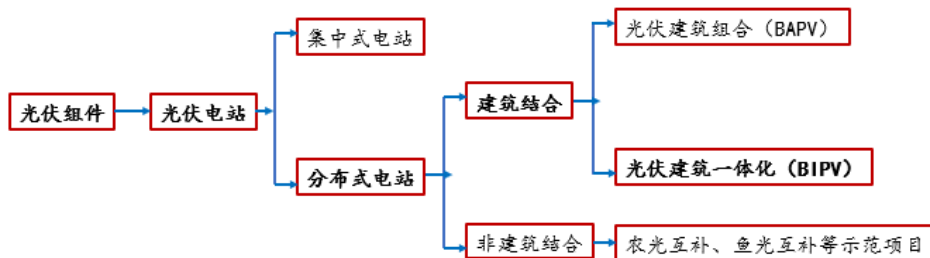 光伏建筑组合（BAPV）
集中式电站
光伏组件
光伏电站
建筑结合
分布式电站
光伏建筑一体化（BIPV）
非建筑结合
农光互补、鱼光互补等示范项目